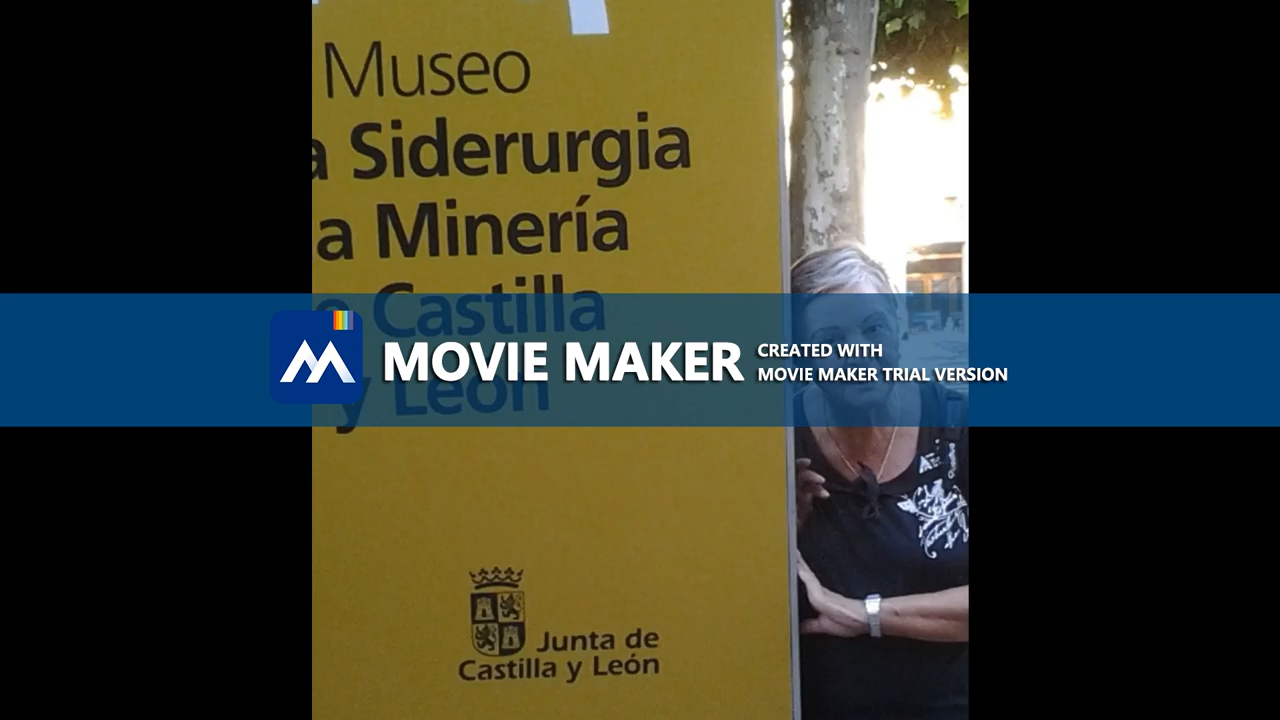 Museo
a Siderurgia
a Minería
e Castilla
y León
MOVIE MAKER
CREATED WITH
MOVIE MAKER TRIAL VERSION
Junta de
Castilla y León